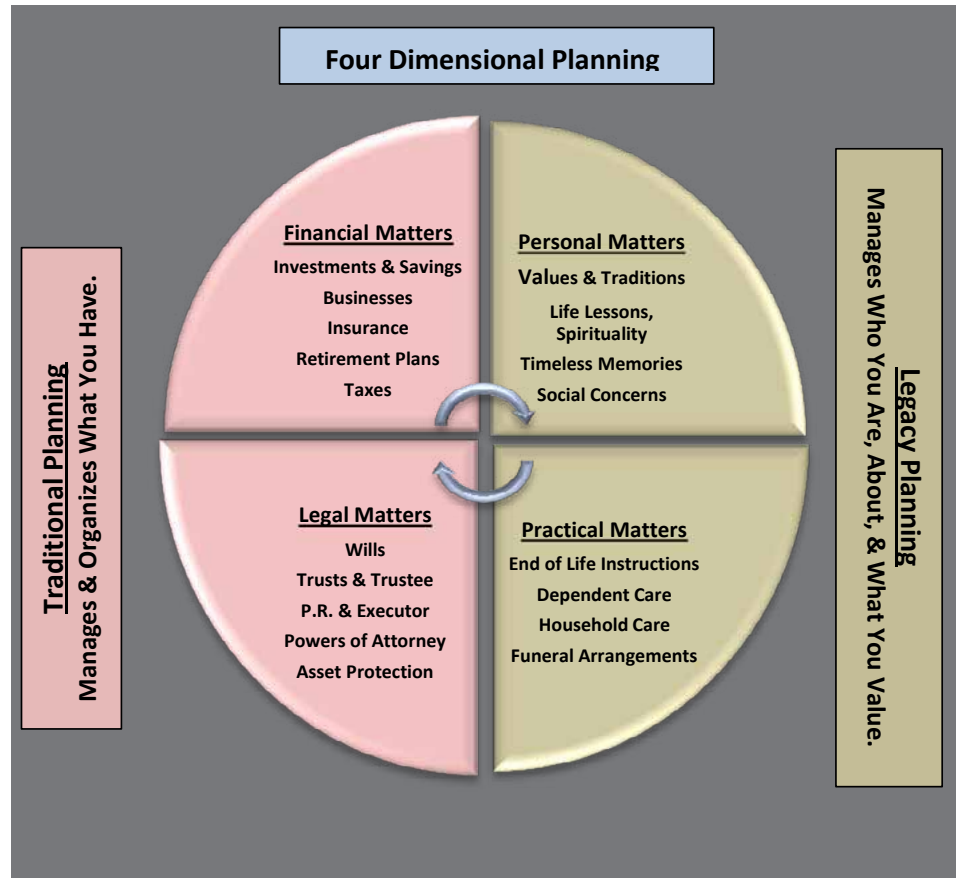 Four Dimensional Planning
Traditional Planning
Manages & Organizes What You Have.
Financial Matters
Investments & Savings
Businesses
Insurance
Retirement Plans
Taxes
Personal Matters
Values & Traditions
Life Lessons,
Spirituality
Timeless Memories
Social Concerns
Legal Matters
Wills
Trusts & Trustee
P.R. & Executor
Powers of Attorney
Asset Protection
Practical Matters
End of Life Instructions
Dependent Care
Household Care
Funeral Arrangements
Legacy Planning
Manages Who You Are, About, & What You Value.